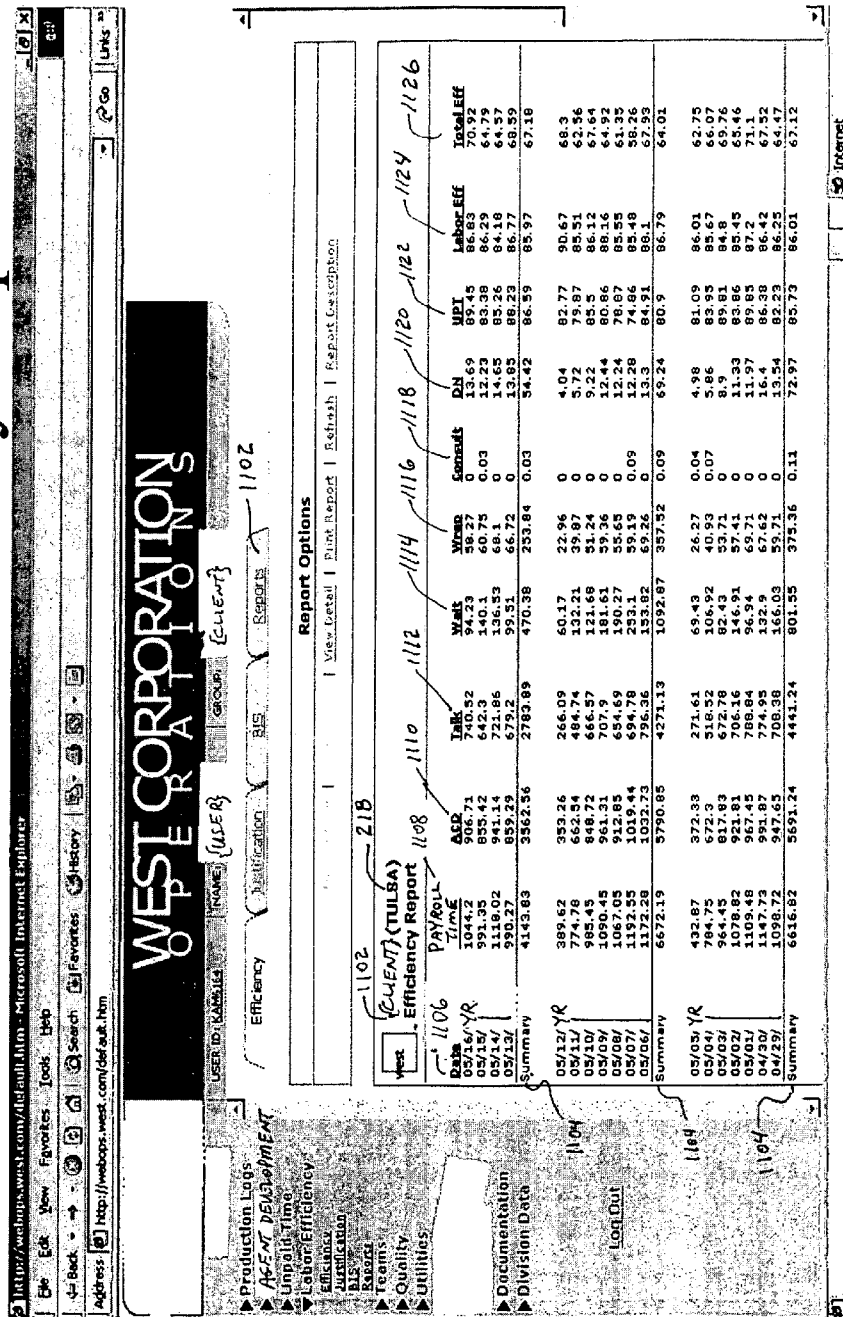 http://webops.west.com/default.htm - Microsoft Internet Explorer
File Edit View Favorites Tools Help
Back Search Favorites History
Address http://webops.west.com/default.htm Go Links »
WEST CORPORATION
OPERATIONS
USER ID: KAM6164 NAME: {USER} GROUP: {CLIENT}
Efficiency Justification BIS Reports 1102
Production Logs
AGENT DEVELOPMENT
Unpaid Time
Labor Efficiency
Efficiency
Justification
BIS
Reports
Teams
Quality
Utilities
Documentation
Division Data
Log Out
Report Options
| View Detail | Print Report | Refresh | Report Description
1102 218
west {CLIENT} (TULSA)
Efficiency Report
1106 1108 1110 1112 1114 1116 1118 1120 1122 1124 1126
Date PAYROLL TIME ACD Talk Wait Wrap Consult DN UPT Labor Eff Total Eff
05/16/ YR 1044.2 906.71 740.52 94.23 58.27 0 13.69 89.45 86.83 70.92
05/15/ 991.35 855.42 642.3 140.1 60.75 0.03 12.23 83.38 86.29 64.79
05/14/ 1118.02 941.14 721.86 136.53 68.1 0 14.65 85.26 84.18 64.57
05/13/ 990.27 859.29 679.2 99.51 66.72 0 13.85 88.23 86.77 68.59
Summary 4143.83 3562.56 2783.89 470.38 253.84 0.03 54.42 86.59 85.97 67.18
1104
05/12/ YR 389.62 353.26 266.09 60.17 22.96 0 4.04 82.77 90.67 68.3
05/11/ 774.78 662.54 484.74 132.21 39.87 0 5.72 79.87 85.51 62.56
05/10/ 985.45 848.72 666.57 121.68 51.24 0 9.22 85.5 86.12 67.64
05/09/ 1090.45 961.31 707.9 181.61 59.36 0 12.44 80.86 88.16 64.92
05/08/ 1067.05 912.85 654.69 190.27 55.65 0 12.24 78.87 85.55 61.35
05/07/ 1192.55 1019.44 694.78 253.1 59.19 0.09 12.28 74.86 85.48 58.26
05/06/ 1172.28 1032.73 796.36 153.82 69.26 0 13.3 84.91 88.1 67.93
Summary 6672.19 5790.85 4271.13 1092.87 357.52 0.09 69.24 80.9 86.79 64.01
1104
05/05/ YR 432.87 372.33 271.61 69.43 26.27 0.04 4.98 81.09 86.01 62.75
05/04/ 784.75 672.3 518.52 106.92 40.93 0.07 5.86 83.95 85.67 66.07
05/03/ 964.45 817.83 672.78 82.43 53.71 0 8.9 89.81 84.8 69.76
05/02/ 1078.82 921.81 706.16 146.91 57.41 0 11.33 83.86 85.45 65.46
05/01/ 1109.48 967.45 788.84 96.94 69.71 0 11.97 89.85 87.2 71.1
04/30/ 1147.73 991.87 774.95 132.9 67.62 0 16.4 86.38 86.42 67.52
04/29/ 1098.72 947.65 708.38 166.03 59.71 0 13.54 82.23 86.25 64.47
Summary 6616.82 5691.24 4441.24 801.55 375.36 0.11 72.97 85.73 86.01 67.12
1104
Internet